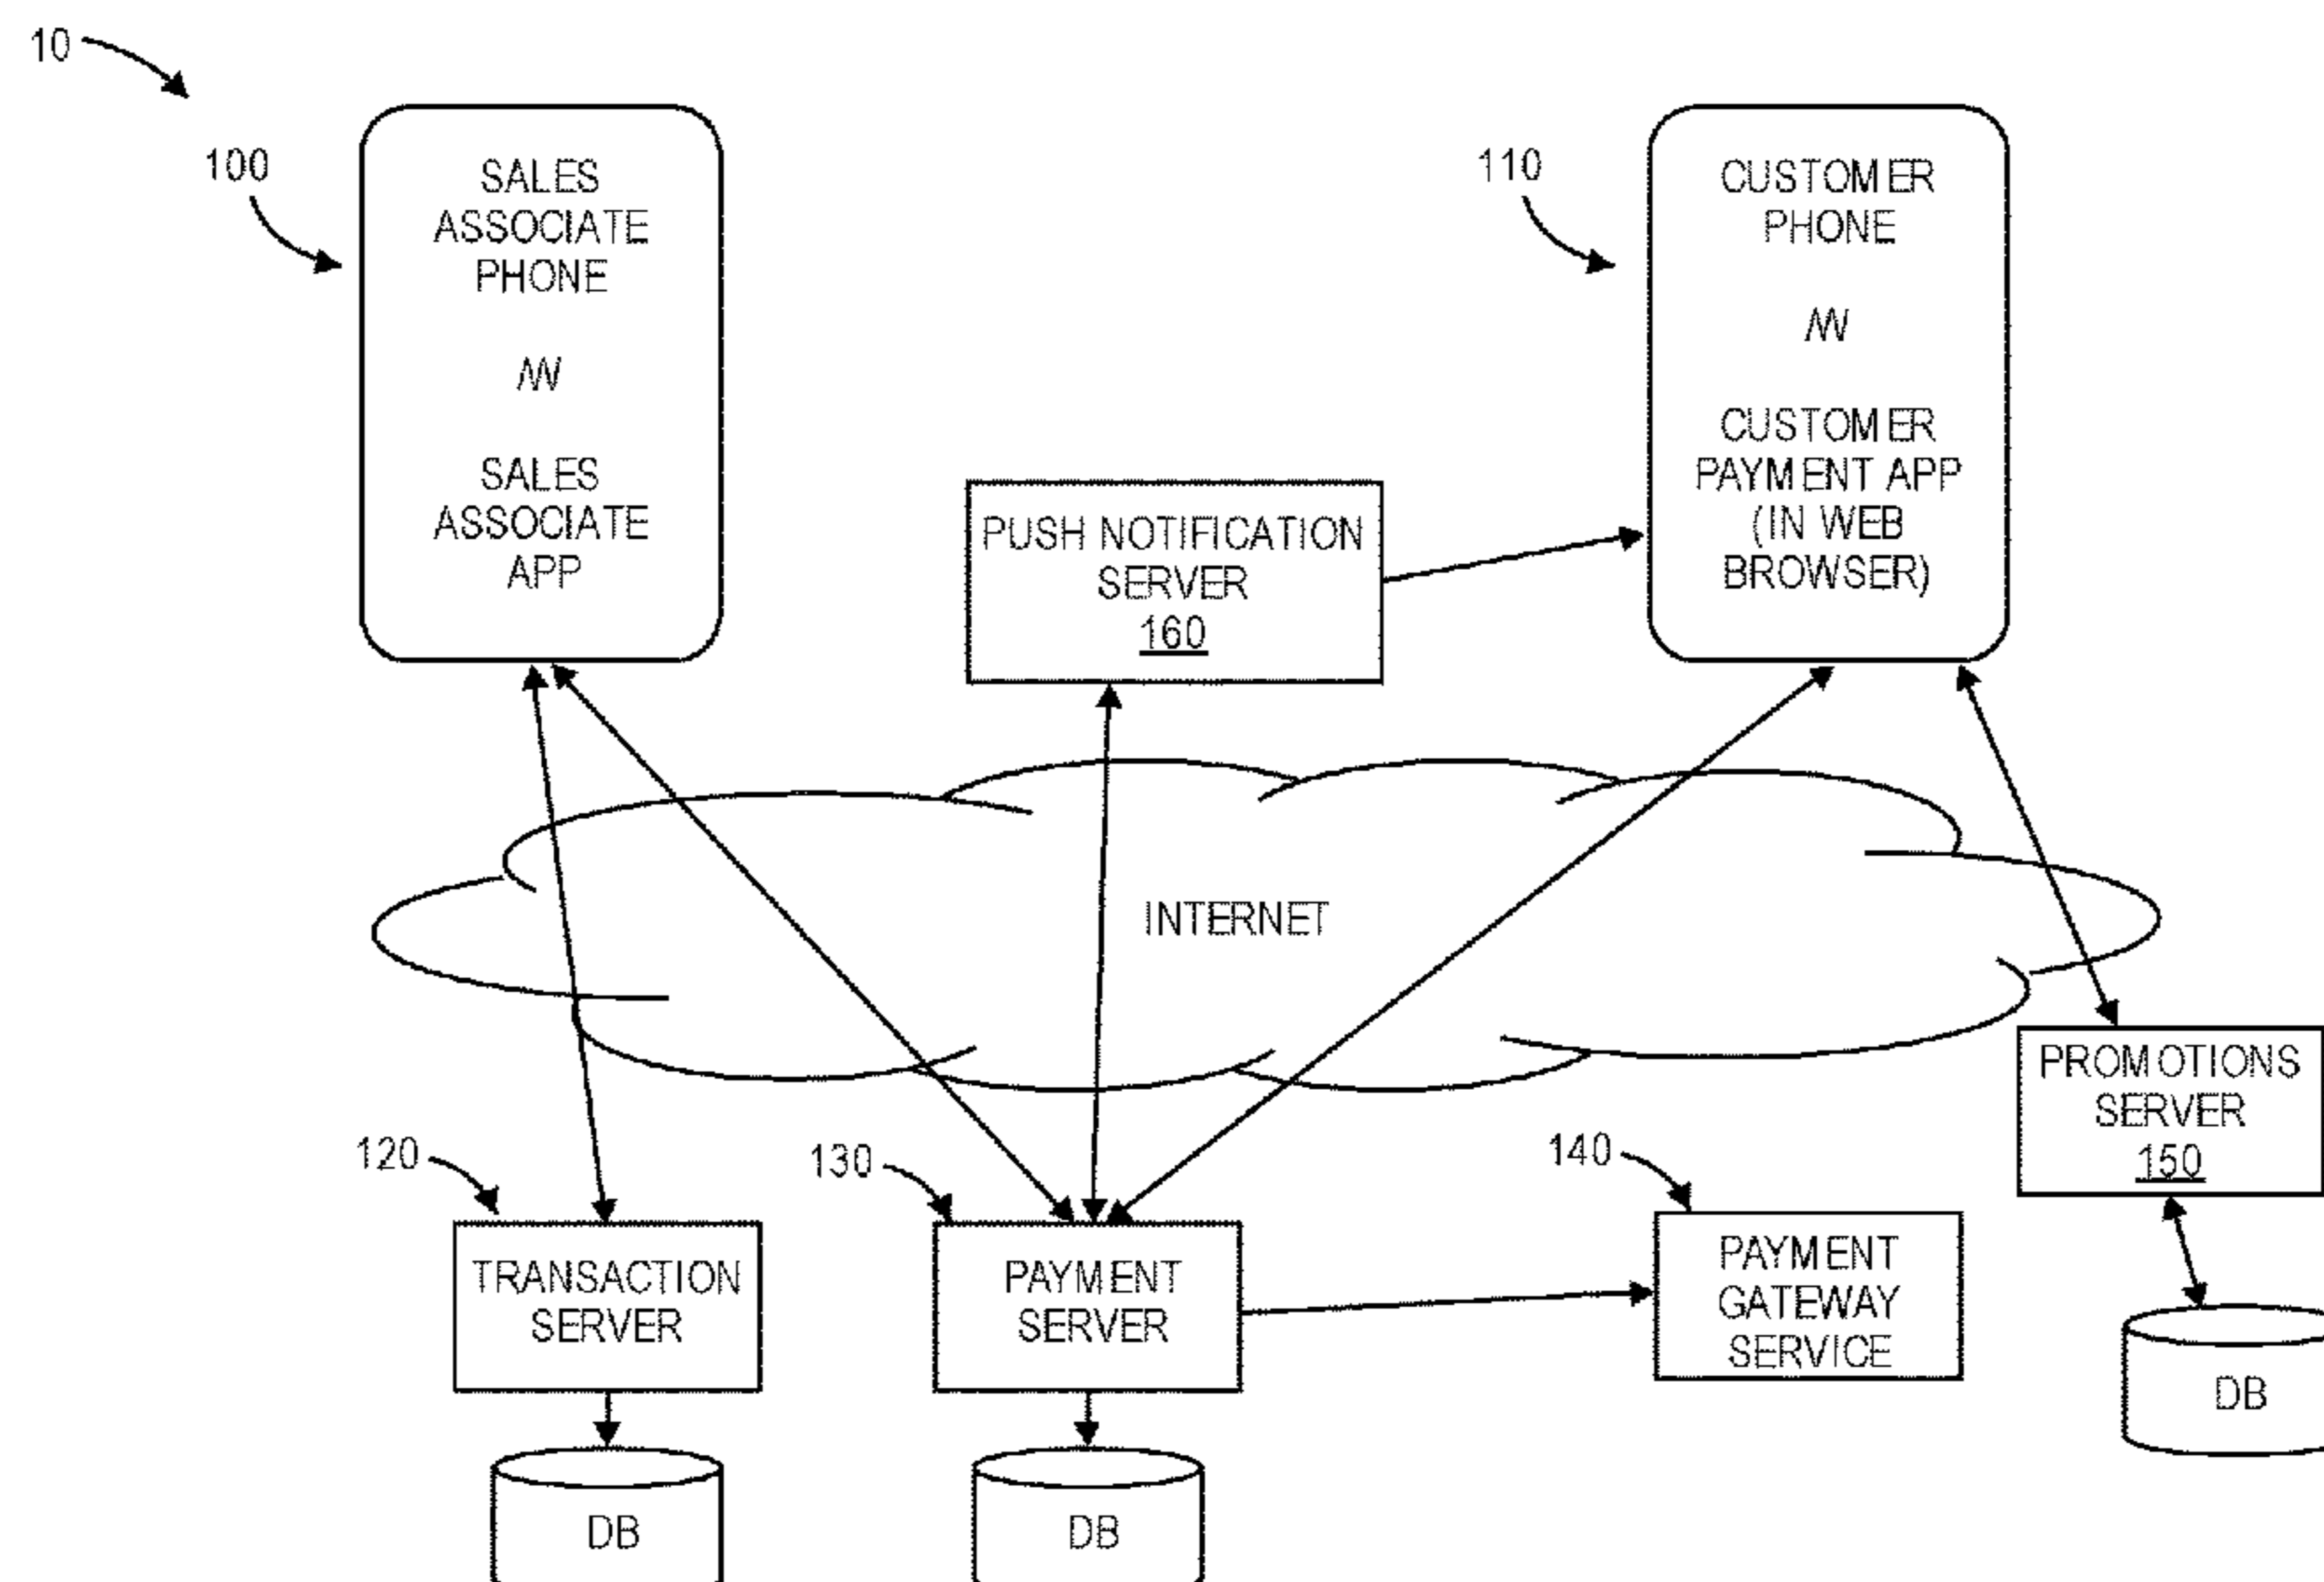 10
100
SALES
ASSOCIATE
PHONE
/W
SALES
ASSOCIATE
APP
110
CUSTOMER
PHONE
/W
CUSTOMER
PAYMENT APP
(IN WEB
BROWSER)
PUSH NOTIFICATION
SERVER
160
INTERNET
PROMOTIONS
SERVER
150
120
TRANSACTION
SERVER
130
PAYMENT
SERVER
140
PAYMENT
GATEWAY
SERVICE
DB
DB
DB